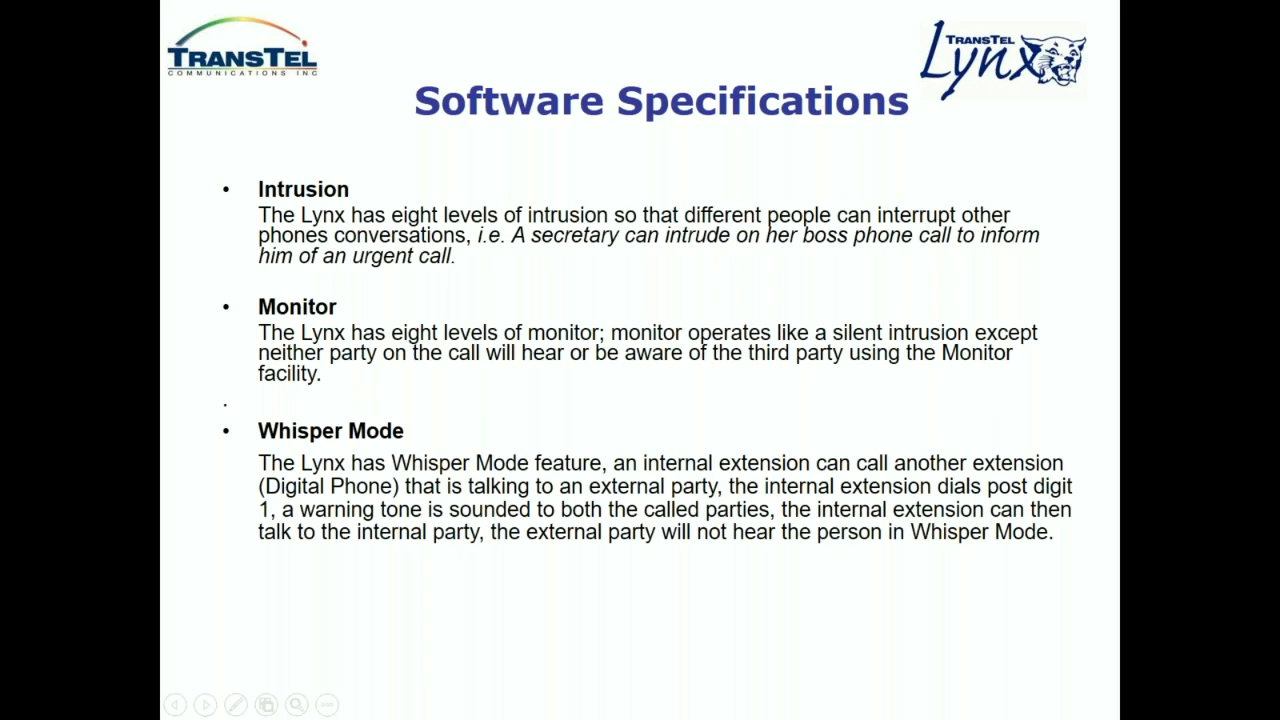 TRANSTEL
COMMUNICATIONS INC
TRANSTEL
Lynx
Software Specifications
• Intrusion
The Lynx has eight levels of intrusion so that different people can interrupt other
phones conversations, i.e. A secretary can intrude on her boss phone call to inform
him of an urgent call.
• Monitor
The Lynx has eight levels of monitor; monitor operates like a silent intrusion except
neither party on the call will hear or be aware of the third party using the Monitor
facility.
.
• Whisper Mode
The Lynx has Whisper Mode feature, an internal extension can call another extension
(Digital Phone) that is talking to an external party, the internal extension dials post digit
1, a warning tone is sounded to both the called parties, the internal extension can then
talk to the internal party, the external party will not hear the person in Whisper Mode.